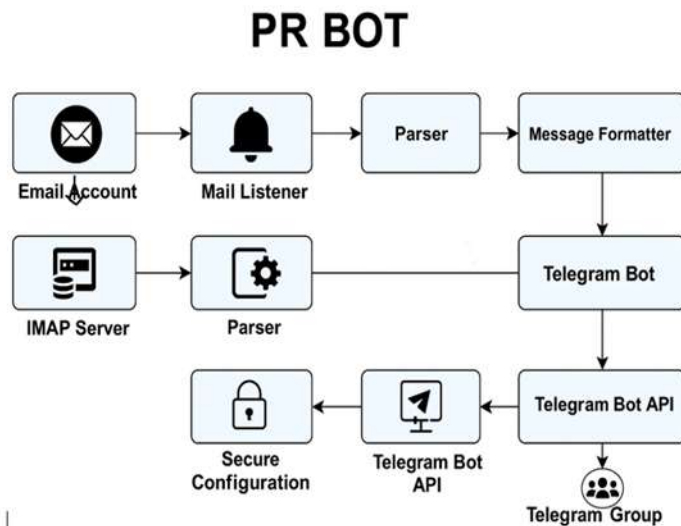 PR BOT
Parser
Message Formatter
Email Account
Mail Listener
Telegram Bot
IMAP Server
Parser
Telegram Bot API
Secure
Configuration
Telegram Bot
API
Telegram Group